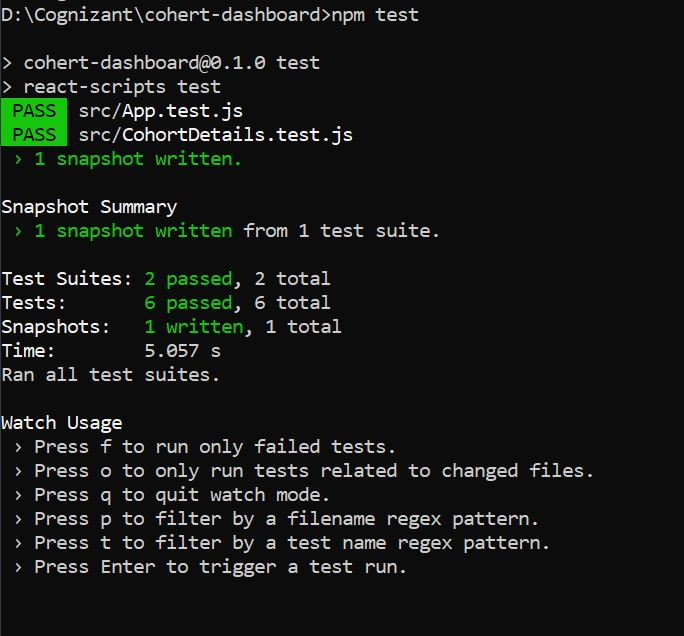 D:\Cognizant\cohert-dashboard>npm test
> cohert-dashboard@0.1.0 test
> react-scripts test
PASS src/App.test.js
PASS src/CohortDetails.test.js
› 1 snapshot written.
Snapshot Summary
› 1 snapshot written from 1 test suite.
Test Suites: 2 passed, 2 total
Tests: 6 passed, 6 total
Snapshots: 1 written, 1 total
Time: 5.057 s
Ran all test suites.
Watch Usage
› Press f to run only failed tests.
› Press o to only run tests related to changed files.
› Press q to quit watch mode.
› Press p to filter by a filename regex pattern.
› Press t to filter by a test name regex pattern.
› Press Enter to trigger a test run.